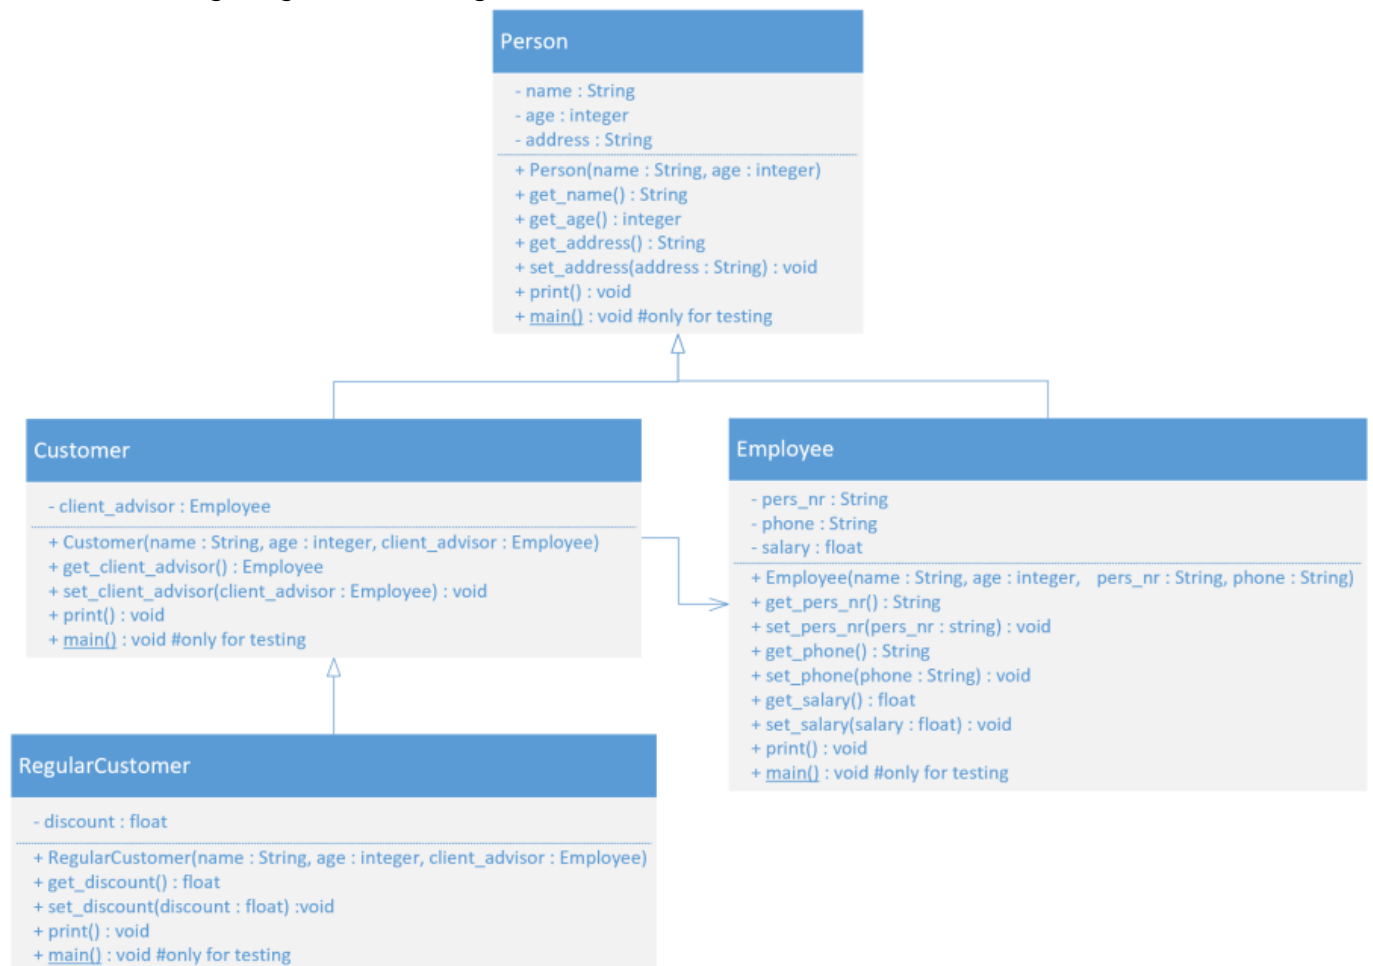 Person
- name : String
- age : integer
- address : String
+ Person(name : String, age : integer)
+ get_name() : String
+ get_age() : integer
+ get_address() : String
+ set_address(address : String) : void
+ print() : void
+ main() : void #only for testing
Customer
- client_advisor : Employee
+ Customer(name : String, age : integer, client_advisor : Employee)
+ get_client_advisor() : Employee
+ set_client_advisor(client_advisor : Employee) : void
+ print() : void
+ main() : void #only for testing
Employee
- pers_nr : String
- phone : String
- salary : float
+ Employee(name : String, age : integer, pers_nr : String, phone : String)
+ get_pers_nr() : String
+ set_pers_nr(pers_nr : string) : void
+ get_phone() : String
+ set_phone(phone : String) : void
+ get_salary() : float
+ set_salary(salary : float) : void
+ print() : void
+ main() : void #only for testing
RegularCustomer
- discount : float
+ RegularCustomer(name : String, age : integer, client_advisor : Employee)
+ get_discount() : float
+ set_discount(discount : float) :void
+ print() : void
+ main() : void #only for testing